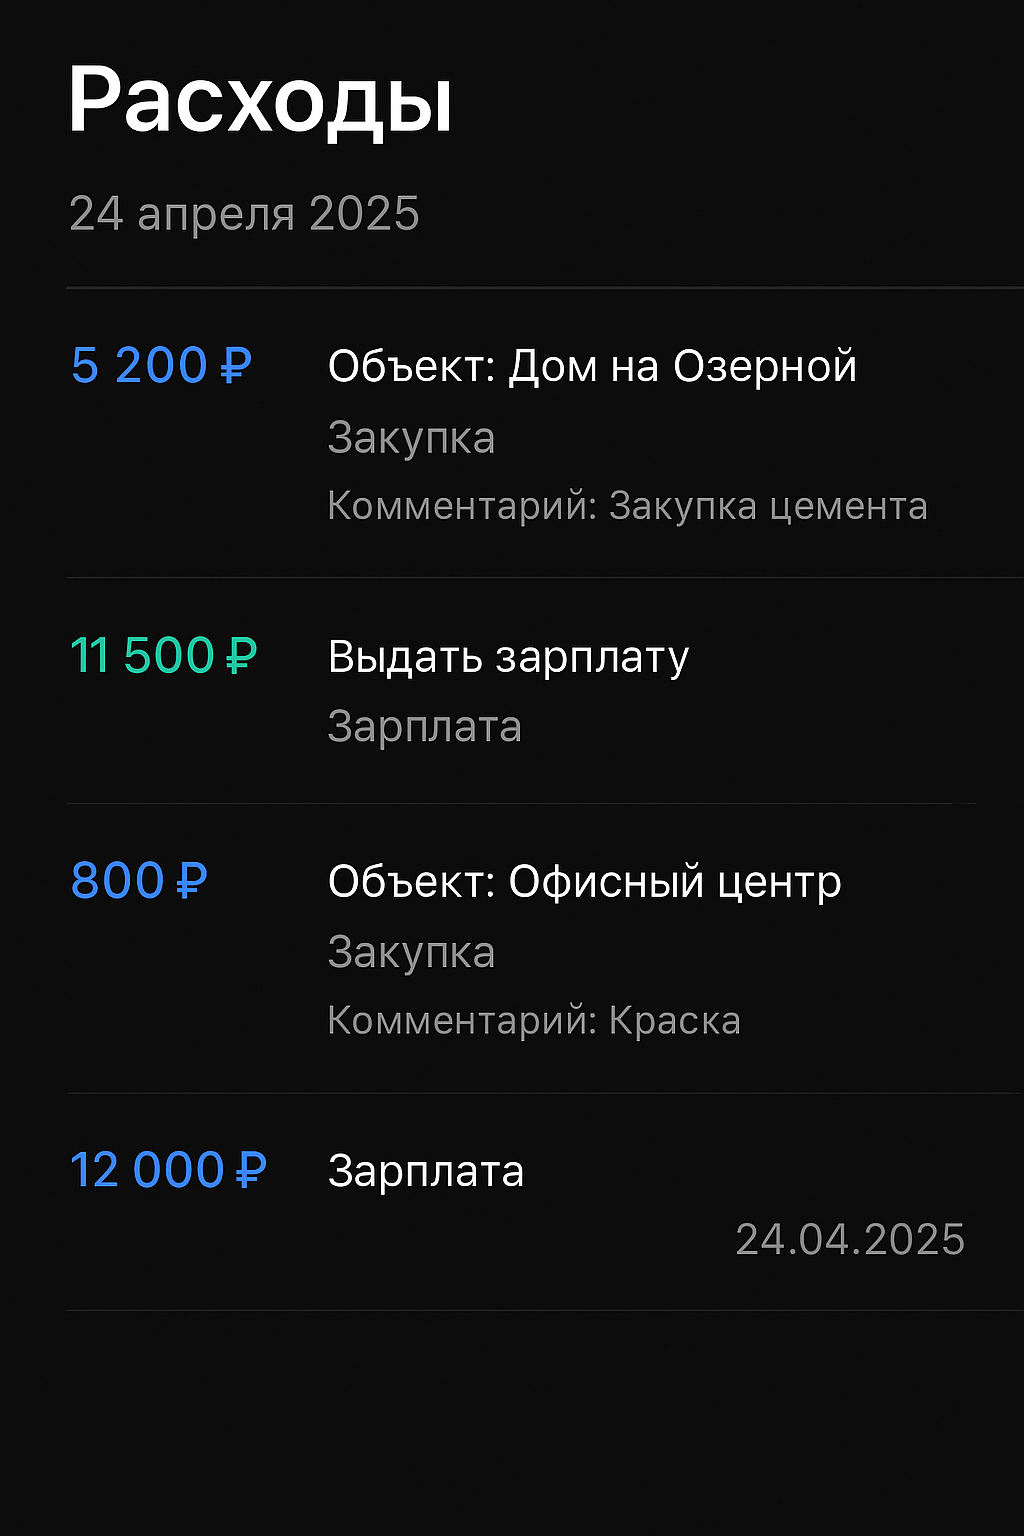 Расходы
24 апреля 2025
5 200 ₽ Объект: Дом на Озерной
Закупка
Комментарий: Закупка цемента
11 500 ₽ Выдать зарплату
Зарплата
800 ₽ Объект: Офисный центр
Закупка
Комментарий: Краска
12 000 ₽ Зарплата
24.04.2025